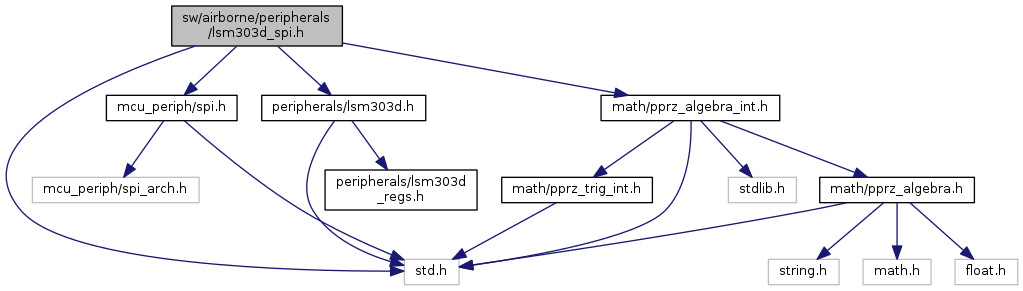 sw/airborne/peripherals
/lsm303d_spi.h
mcu_periph/spi.h
peripherals/lsm303d.h
math/pprz_algebra_int.h
mcu_periph/spi_arch.h
peripherals/lsm303d
_regs.h
math/pprz_trig_int.h
stdlib.h
math/pprz_algebra.h
std.h
string.h
math.h
float.h